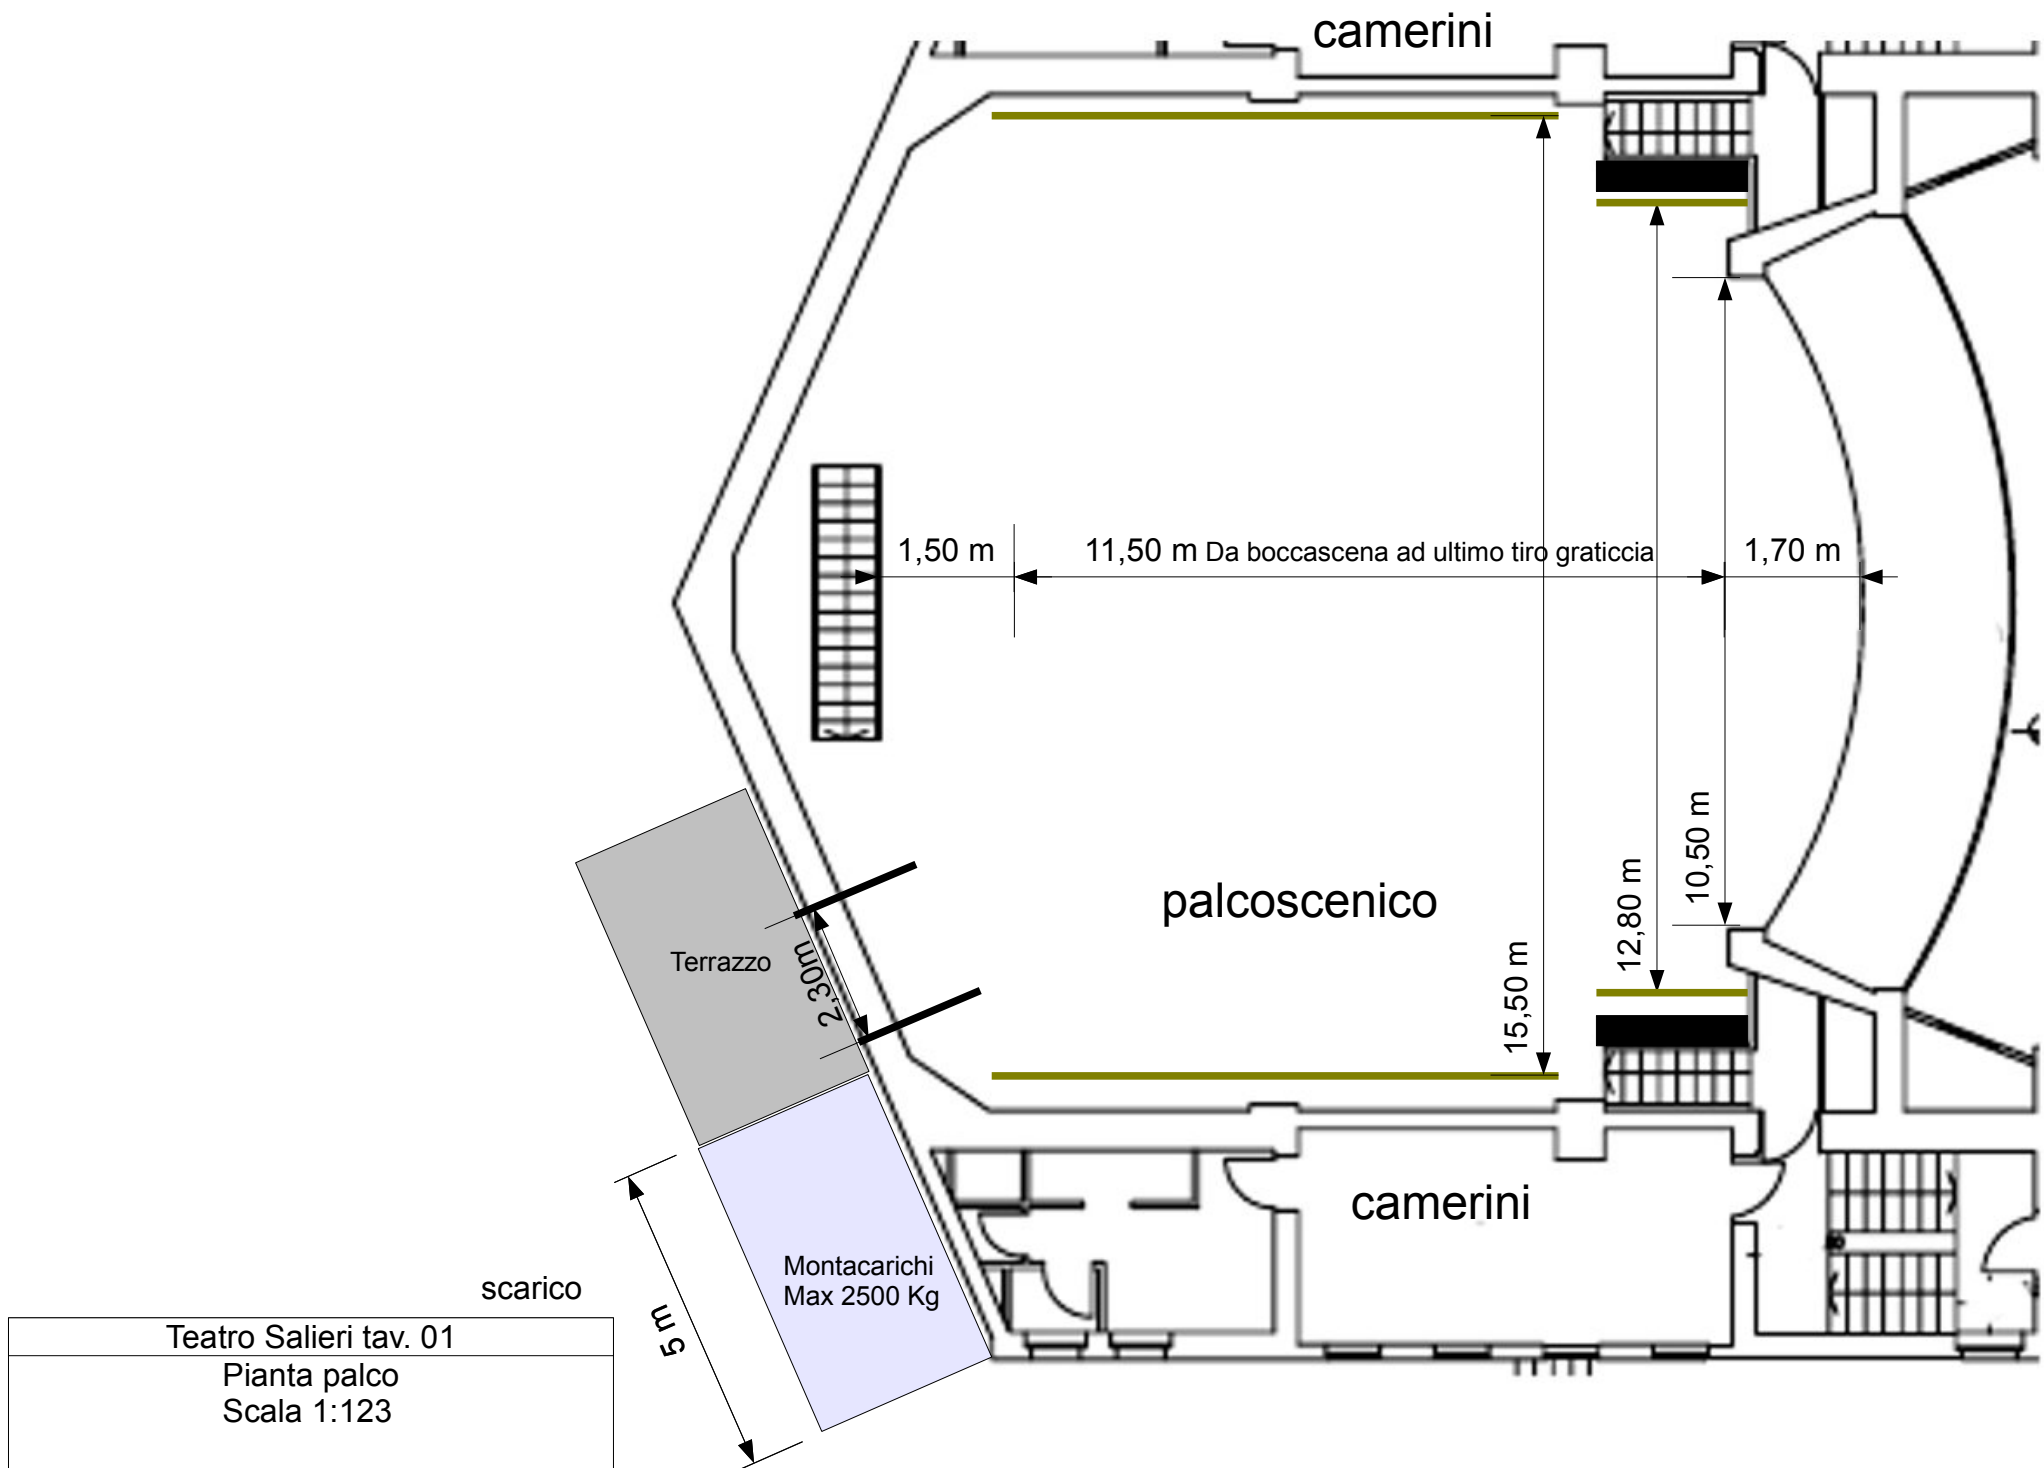 camerini
1,50 m
11,50 m Da boccascena ad ultimo tiro graticcia
1,70 m
10,50 m
12,80 m
15,50 m
palcoscenico
Terrazzo
2,30m
camerini
Montacarichi
Max 2500 Kg
5 m
scarico
Teatro Salieri tav. 01
Pianta palco
Scala 1:123